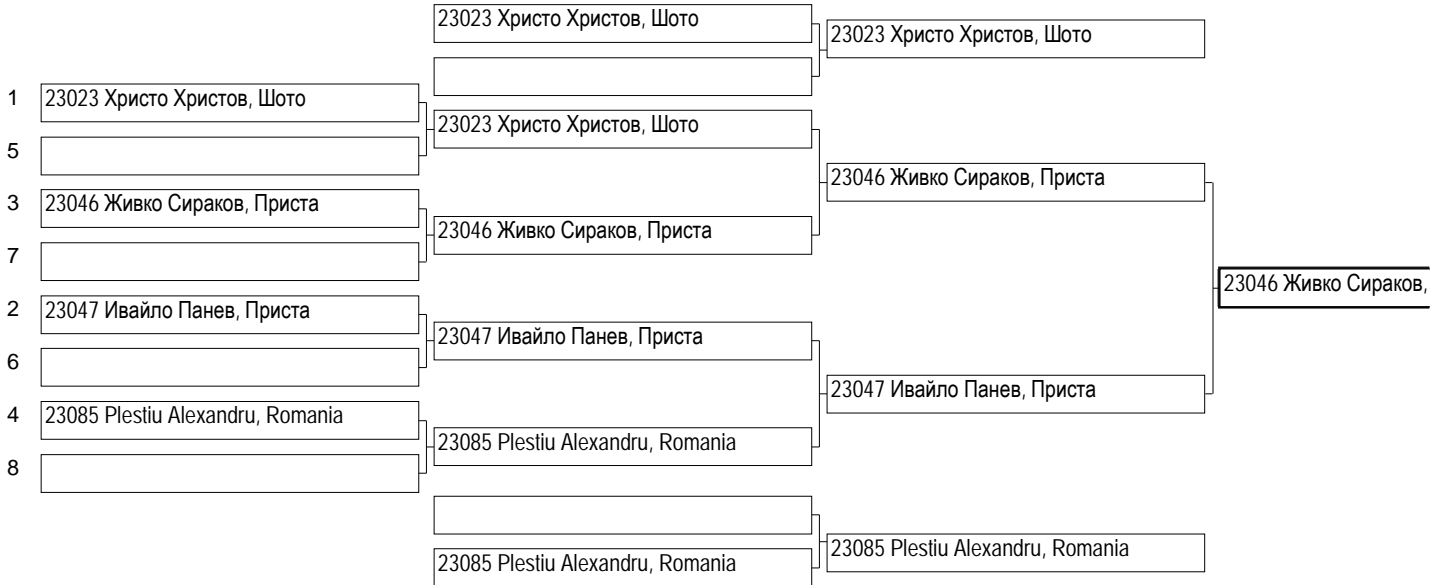 23023 Христо Христов, Шото
23023 Христо Христов, Шото
1 23023 Христо Христов, Шото
23023 Христо Христов, Шото
5
23046 Живко Сираков, Приста
3 23046 Живко Сираков, Приста
23046 Живко Сираков, Приста
7
23046 Живко Сираков,
2 23047 Ивайло Панев, Приста
23047 Ивайло Панев, Приста
6
23047 Ивайло Панев, Приста
4 23085 Plestiu Alexandru, Romania
23085 Plestiu Alexandru, Romania
8
23085 Plestiu Alexandru, Romania
23085 Plestiu Alexandru, Romania